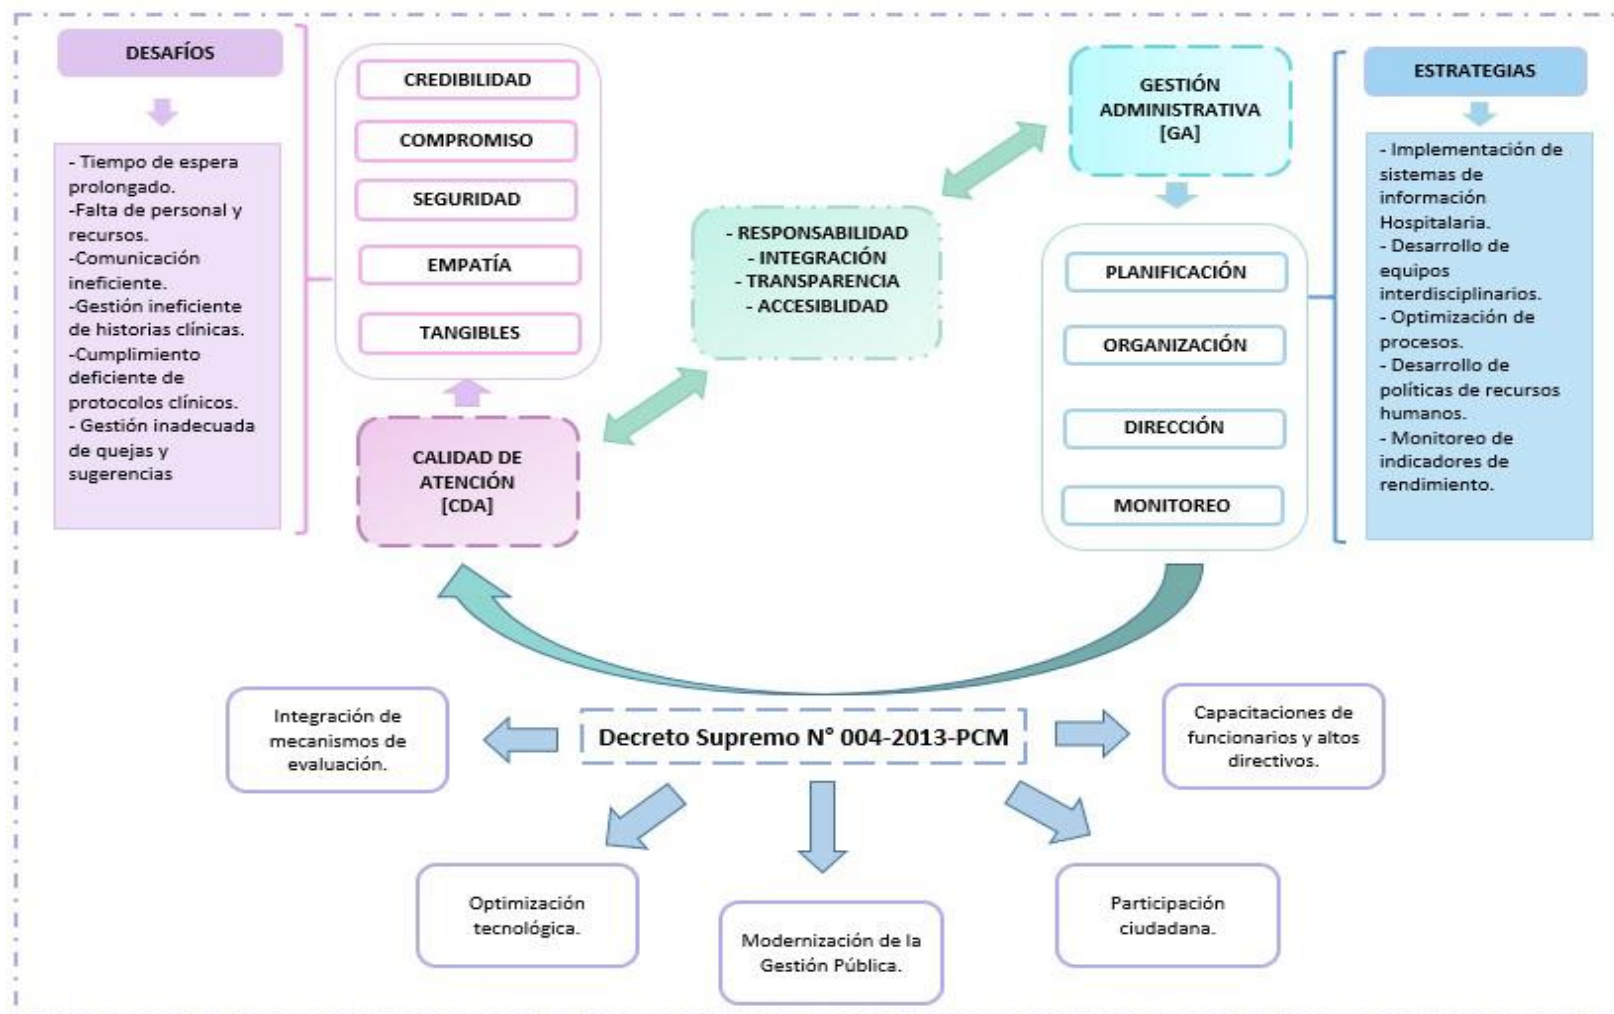 DESAFÍOS
- Tiempo de espera
prolongado.
-Falta de personal y
recursos.
-Comunicación
ineficiente.
-Gestión ineficiente
de historias clínicas.
-Cumplimiento
deficiente de
protocolos clínicos.
- Gestión inadecuada
de quejas y
sugerencias
CREDIBILIDAD
COMPROMISO
SEGURIDAD
EMPATÍA
TANGIBLES
CALIDAD DE
ATENCIÓN
[CDA]
- RESPONSABILIDAD
- INTEGRACIÓN
- TRANSPARENCIA
- ACCESIBLIDAD
GESTIÓN
ADMINISTRATIVA
[GA]
PLANIFICACIÓN
ORGANIZACIÓN
DIRECCIÓN
MONITOREO
ESTRATEGIAS
- Implementación de
sistemas de
información
Hospitalaria.
- Desarrollo de
equipos
interdisciplinarios.
- Optimización de
procesos.
- Desarrollo de
políticas de recursos
humanos.
- Monitoreo de
indicadores de
rendimiento.
Decreto Supremo N° 004-2013-PCM
Integración de
mecanismos de
evaluación.
Optimización
tecnológica.
Modernización de la
Gestión Pública.
Participación
ciudadana.
Capacitaciones de
funcionarios y altos
directivos.